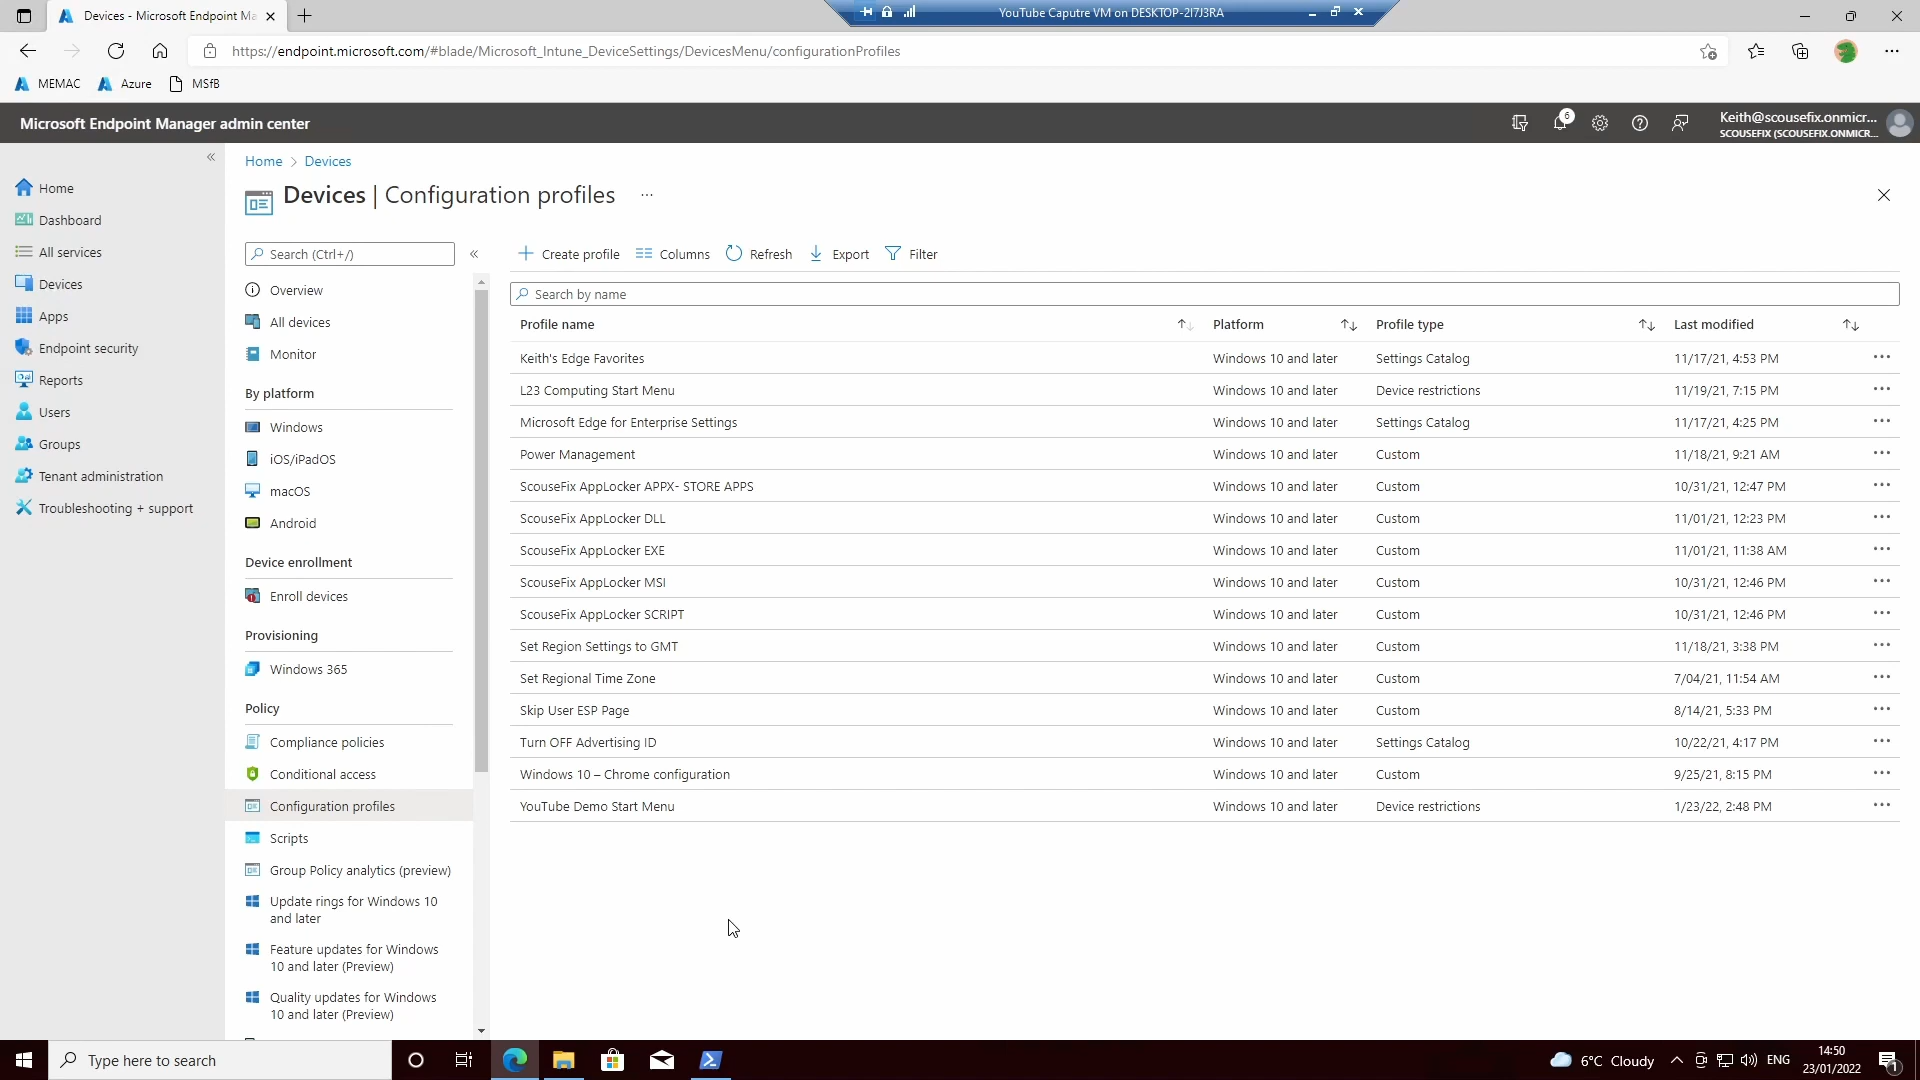 Devices - Microsoft Endpoint Ma
YouTube Caputre VM on DESKTOP-2I7J3RA
https://endpoint.microsoft.com/#blade/Microsoft_Intune_DeviceSettings/DevicesMenu/configurationProfiles
MEMAC
Azure
MSfB
Microsoft Endpoint Manager admin center
6
Keith@scousefix.onmicr...
SCOUSEFIX (SCOUSEFIX.ONMICR...
Home
Dashboard
All services
Devices
Apps
Endpoint security
Reports
Users
Groups
Tenant administration
Troubleshooting + support
Home > Devices
Devices | Configuration profiles ...
Search (Ctrl+/)
Overview
All devices
Monitor
By platform
Windows
iOS/iPadOS
macOS
Android
Device enrollment
Enroll devices
Provisioning
Windows 365
Policy
Compliance policies
Conditional access
Configuration profiles
Scripts
Group Policy analytics (preview)
Update rings for Windows 10
and later
Feature updates for Windows
10 and later (Preview)
Quality updates for Windows
10 and later (Preview)
Create profile Columns Refresh Export Filter
Search by name
Profile name Platform Profile type Last modified
Keith's Edge Favorites Windows 10 and later Settings Catalog 11/17/21, 4:53 PM ...
L23 Computing Start Menu Windows 10 and later Device restrictions 11/19/21, 7:15 PM ...
Microsoft Edge for Enterprise Settings Windows 10 and later Settings Catalog 11/17/21, 4:25 PM ...
Power Management Windows 10 and later Custom 11/18/21, 9:21 AM ...
ScouseFix AppLocker APPX- STORE APPS Windows 10 and later Custom 10/31/21, 12:47 PM ...
ScouseFix AppLocker DLL Windows 10 and later Custom 11/01/21, 12:23 PM ...
ScouseFix AppLocker EXE Windows 10 and later Custom 11/01/21, 11:38 AM ...
ScouseFix AppLocker MSI Windows 10 and later Custom 10/31/21, 12:46 PM ...
ScouseFix AppLocker SCRIPT Windows 10 and later Custom 10/31/21, 12:46 PM ...
Set Region Settings to GMT Windows 10 and later Custom 11/18/21, 3:38 PM ...
Set Regional Time Zone Windows 10 and later Custom 7/04/21, 11:54 AM ...
Skip User ESP Page Windows 10 and later Custom 8/14/21, 5:33 PM ...
Turn OFF Advertising ID Windows 10 and later Settings Catalog 10/22/21, 4:17 PM ...
Windows 10 – Chrome configuration Windows 10 and later Custom 9/25/21, 8:15 PM ...
YouTube Demo Start Menu Windows 10 and later Device restrictions 1/23/22, 2:48 PM ...
Type here to search
6°C Cloudy
ENG
14:50
23/01/2022
1